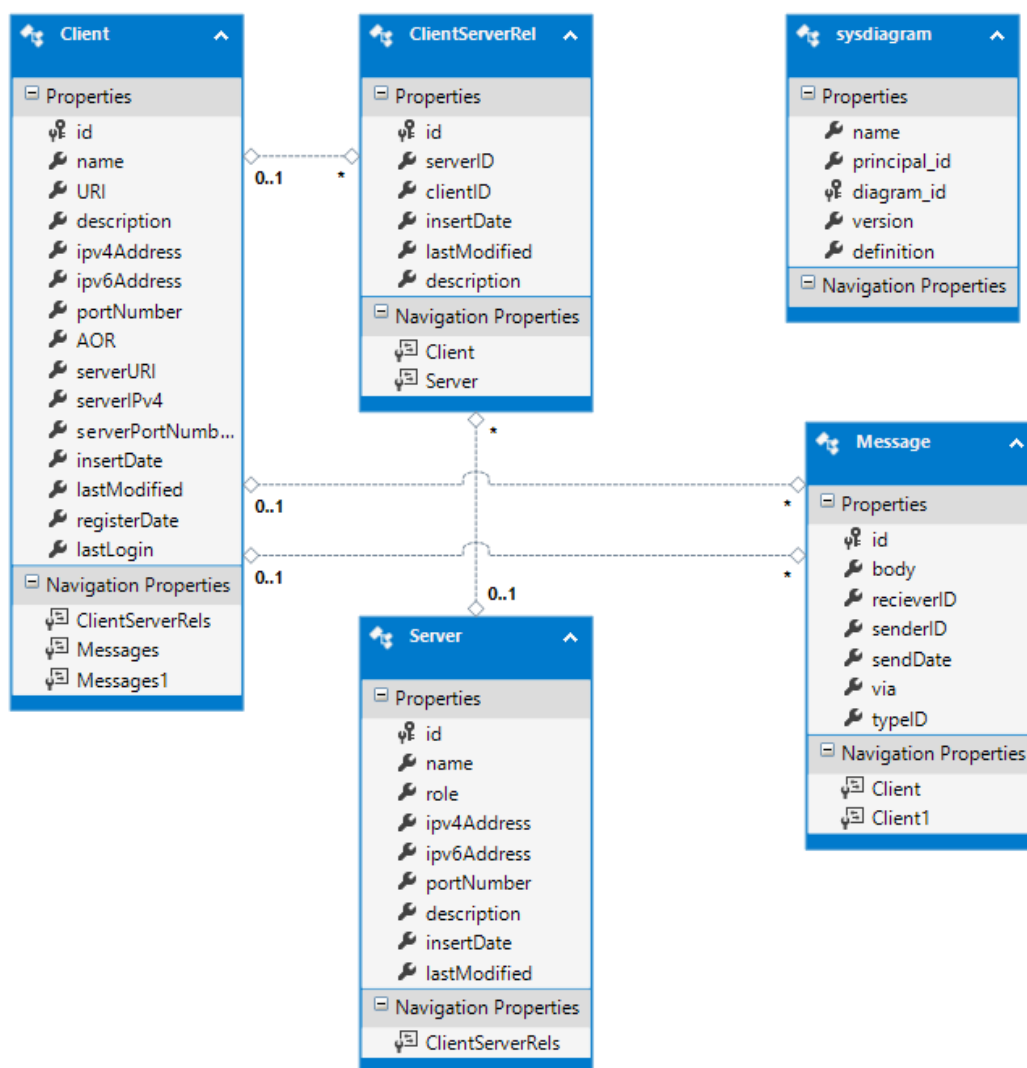 Client
Properties
id
name
URI
description
ipv4Address
ipv6Address
portNumber
AOR
serverURI
serverIPv4
serverPortNumb...
insertDate
lastModified
registerDate
lastLogin
Navigation Properties
ClientServerRels
Messages
Messages1
0..1
*
0..1
*
0..1
*
ClientServerRel
Properties
id
serverID
clientID
insertDate
lastModified
description
Navigation Properties
Client
Server
*
0..1
Server
Properties
id
name
role
ipv4Address
ipv6Address
portNumber
description
insertDate
lastModified
Navigation Properties
ClientServerRels
sysdiagram
Properties
name
principal_id
diagram_id
version
definition
Navigation Properties
Message
Properties
id
body
recieverID
senderID
sendDate
via
typeID
Navigation Properties
Client
Client1